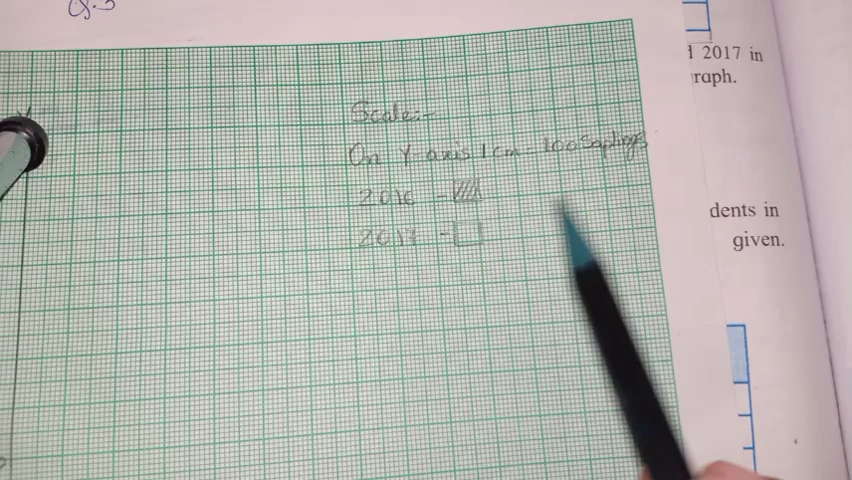 Q.3
Y
Scale:-
On Y-axis 1cm - 100 Saplings
2016 -
2017 -
2017 in
raph.
dents in
given.